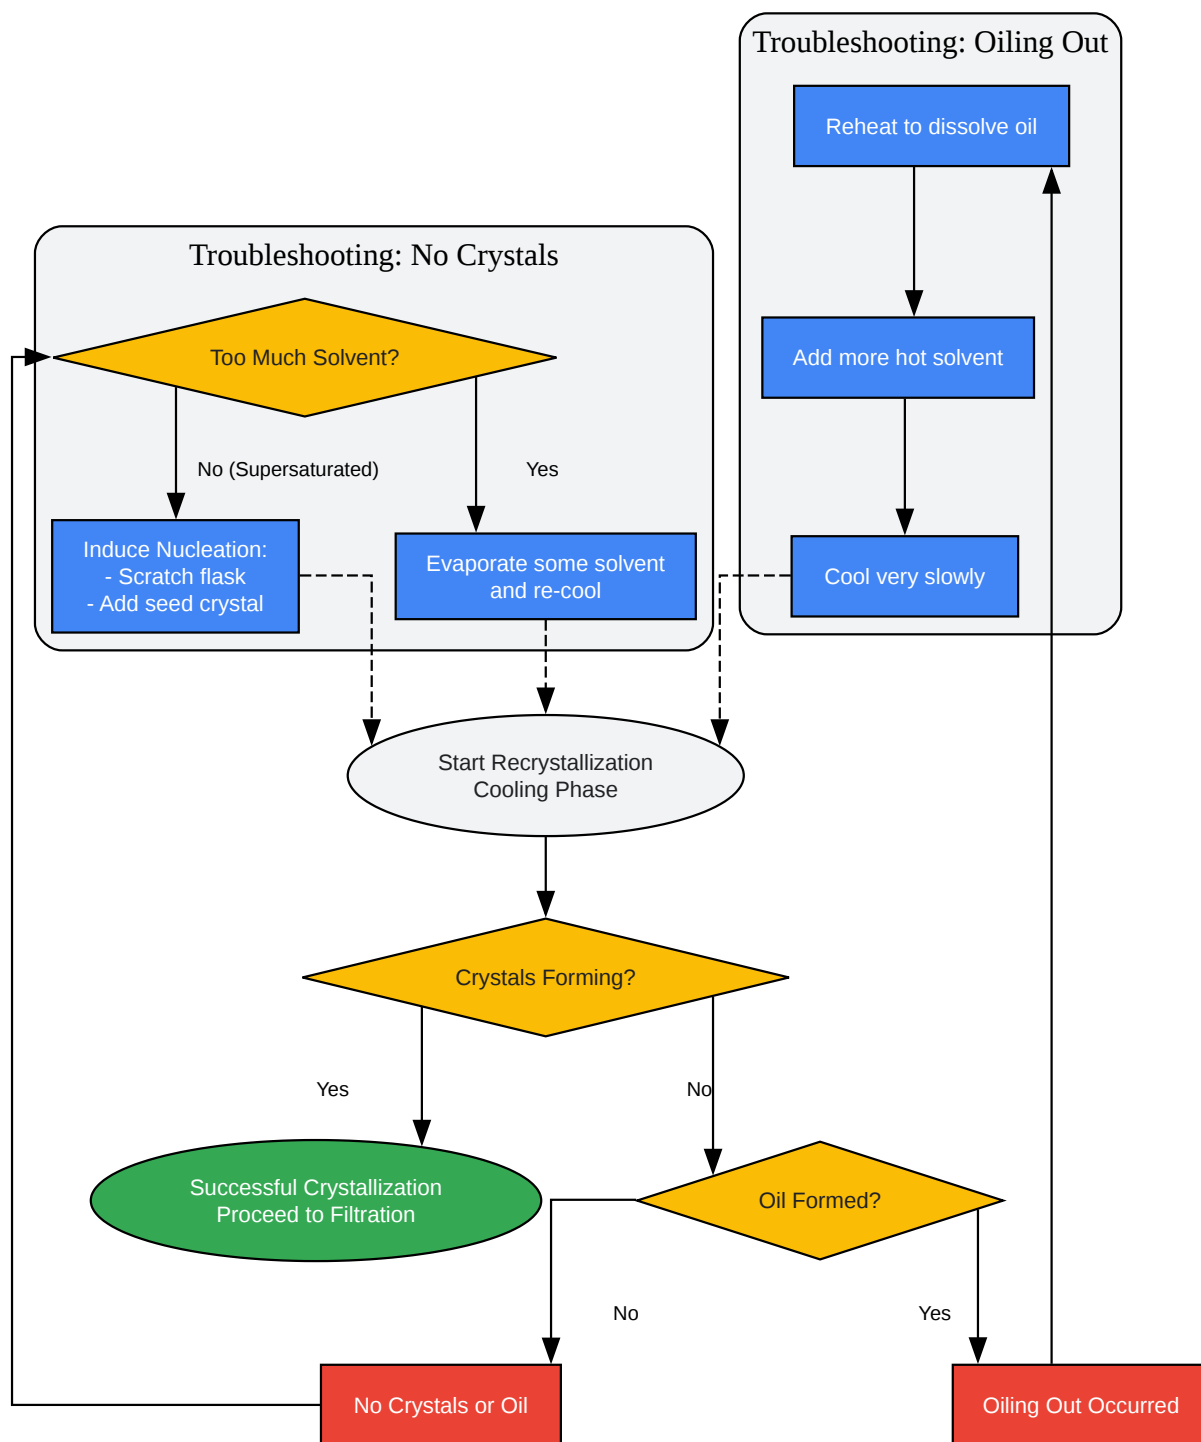 Troubleshooting: Oiling Out
Reheat to dissolve oil
Troubleshooting: No Crystals
Too Much Solvent?
Add more hot solvent
No (Supersaturated)
Yes
Induce Nucleation:
- Scratch flask
- Add seed crystal
Evaporate some solvent
and re-cool
Cool very slowly
Start Recrystallization
Cooling Phase
Crystals Forming?
Yes
No
Successful Crystallization
Proceed to Filtration
Oil Formed?
No
Yes
No Crystals or Oil
Oiling Out Occurred